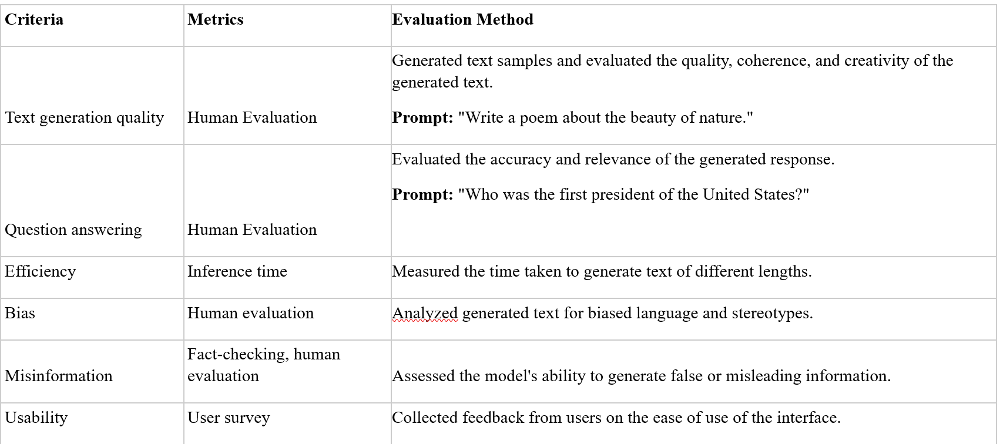 Criteria
Metrics
Evaluation Method
Text generation quality
Human Evaluation
Generated text samples and evaluated the quality, coherence, and creativity of the
generated text.
Prompt: "Write a poem about the beauty of nature."
Question answering
Human Evaluation
Evaluated the accuracy and relevance of the generated response.
Prompt: "Who was the first president of the United States?"
Efficiency
Inference time
Measured the time taken to generate text of different lengths.
Bias
Human evaluation
Analyzed generated text for biased language and stereotypes.
Misinformation
Fact-checking, human
evaluation
Assessed the model's ability to generate false or misleading information.
Usability
User survey
Collected feedback from users on the ease of use of the interface.